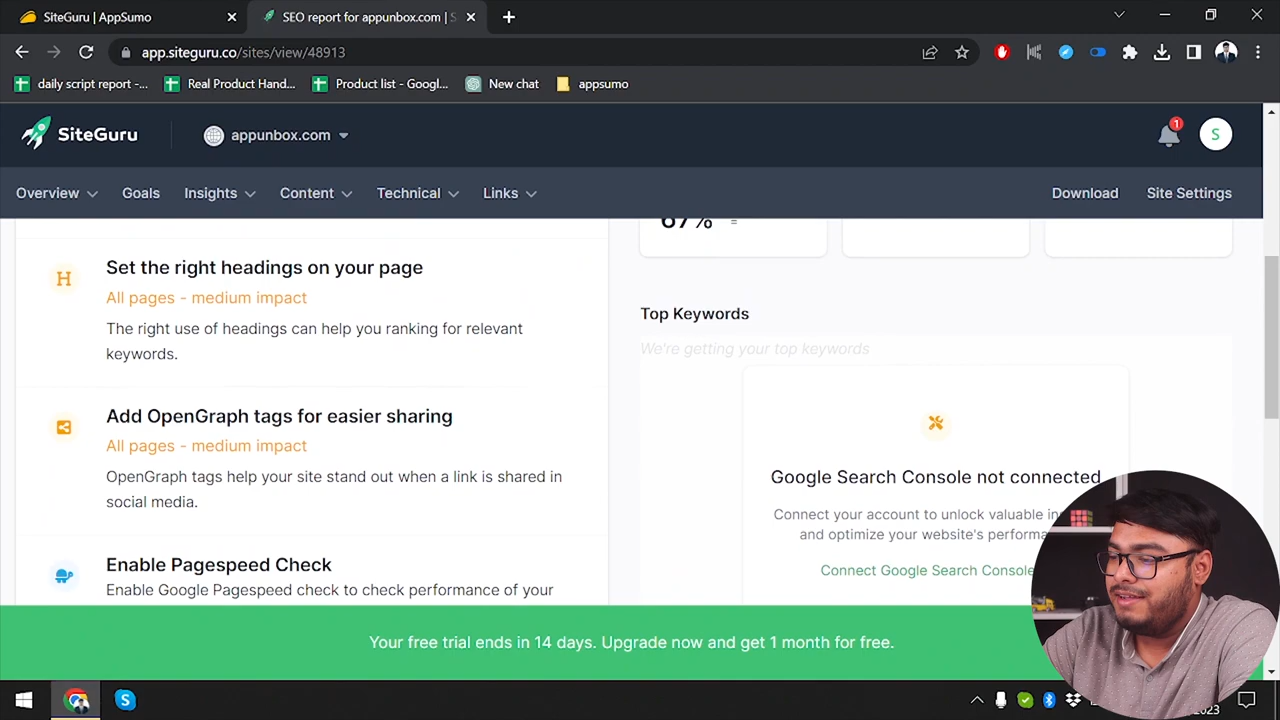 SiteGuru | AppSumo
SEO report for appunbox.com | S
app.siteguru.co/sites/view/48913
daily script report -...
Real Product Hand...
Product list - Googl...
New chat
appsumo
SiteGuru
appunbox.com
1
S
Overview
Goals
Insights
Content
Technical
Links
Download
Site Settings
67%
=
Set the right headings on your page
All pages - medium impact
The right use of headings can help you ranking for relevant
keywords.
Add OpenGraph tags for easier sharing
All pages - medium impact
OpenGraph tags help your site stand out when a link is shared in
social media.
Enable Pagespeed Check
Enable Google Pagespeed check to check performance of your
Top Keywords
We're getting your top keywords
Google Search Console not connected
Connect your account to unlock valuable in
and optimize your website's performa
Connect Google Search Console
Your free trial ends in 14 days. Upgrade now and get 1 month for free.
2023